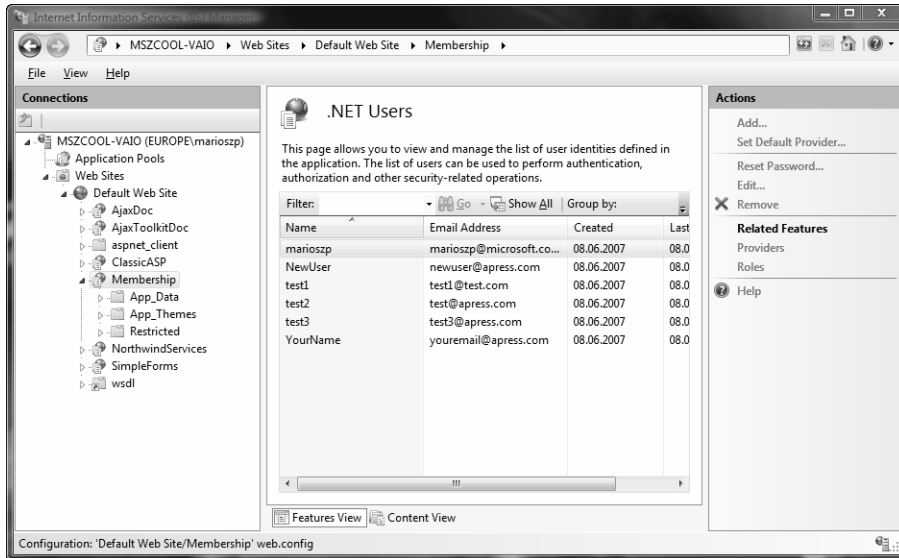 Internet Information Services (IIS) Manager
MSZCOOL-VAIO Web Sites Default Web Site Membership
File View Help
Connections
MSZCOOL-VAIO (EUROPE\marioszp)
Application Pools
Web Sites
Default Web Site
AjaxDoc
AjaxToolkitDoc
aspnet_client
ClassicASP
Membership
App_Data
App_Themes
Restricted
NorthwindServices
SimpleForms
wsdl
.NET Users
This page allows you to view and manage the list of user identities defined in
the application. The list of users can be used to perform authentication,
authorization and other security-related operations.
Filter: Go Show All Group by:
Name Email Address Created Last
marioszp marioszp@microsoft.co... 08.06.2007 08.0
NewUser newuser@apress.com 08.06.2007 08.0
test1 test1@test.com 08.06.2007 08.0
test2 test@apress.com 08.06.2007 08.0
test3 test3@apress.com 08.06.2007 08.0
YourName youremail@apress.com 08.06.2007 08.0
Features View Content View
Actions
Add...
Set Default Provider...
Reset Password...
Edit...
Remove
Related Features
Providers
Roles
Help
Configuration: 'Default Web Site/Membership' web.config